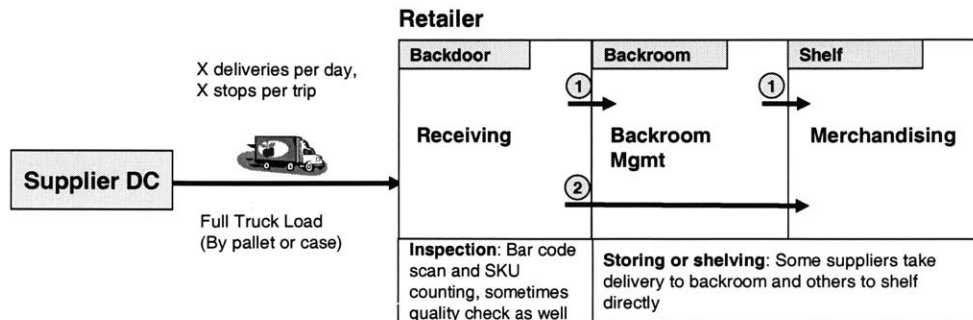 Retailer
Backdoor
Backroom
Shelf
X deliveries per day,
X stops per trip
1
1
Receiving
Backroom
Mgmt
Merchandising
Supplier DC
2
Full Truck Load
(By pallet or case)
Inspection: Bar code
scan and SKU
counting, sometimes
quality check as well
Storing or shelving: Some suppliers take
delivery to backroom and others to shelf
directly